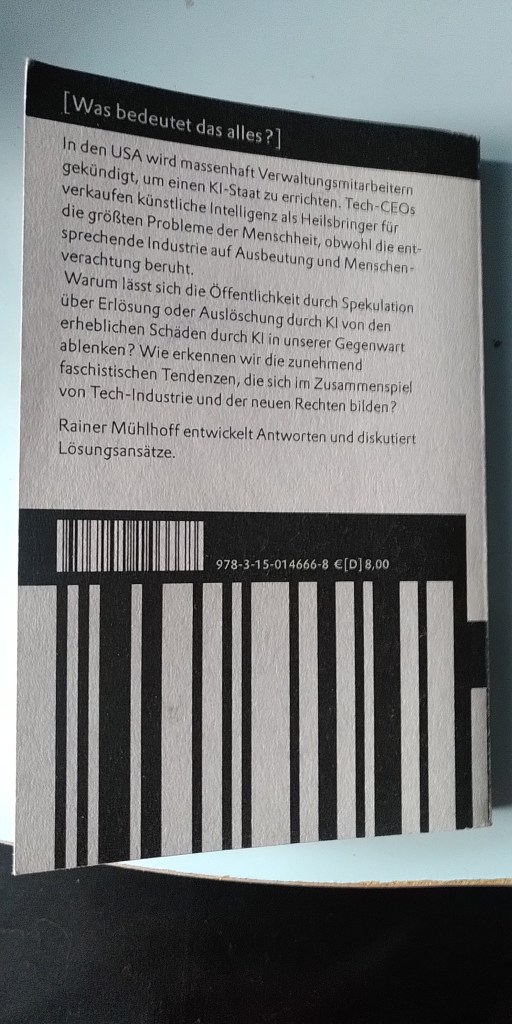 [Was bedeutet das alles?]
In den USA wird massenhaft Verwaltungsmitarbeitern
gekündigt, um einen KI-Staat zu errichten. Tech-CEOs
verkaufen künstliche Intelligenz als Heilsbringer für
die größten Probleme der Menschheit, obwohl die ent-
sprechende Industrie auf Ausbeutung und Menschen-
verachtung beruht.
Warum lässt sich die Öffentlichkeit durch Spekulation
über Erlösung oder Auslöschung durch KI von den
erheblichen Schäden durch KI in unserer Gegenwart
ablenken? Wie erkennen wir die zunehmend
faschistischen Tendenzen, die sich im Zusammenspiel
von Tech-Industrie und der neuen Rechten bilden?
Rainer Mühlhoff entwickelt Antworten und diskutiert
Lösungsansätze.
978-3-15-014666-8 €[D] 8,00